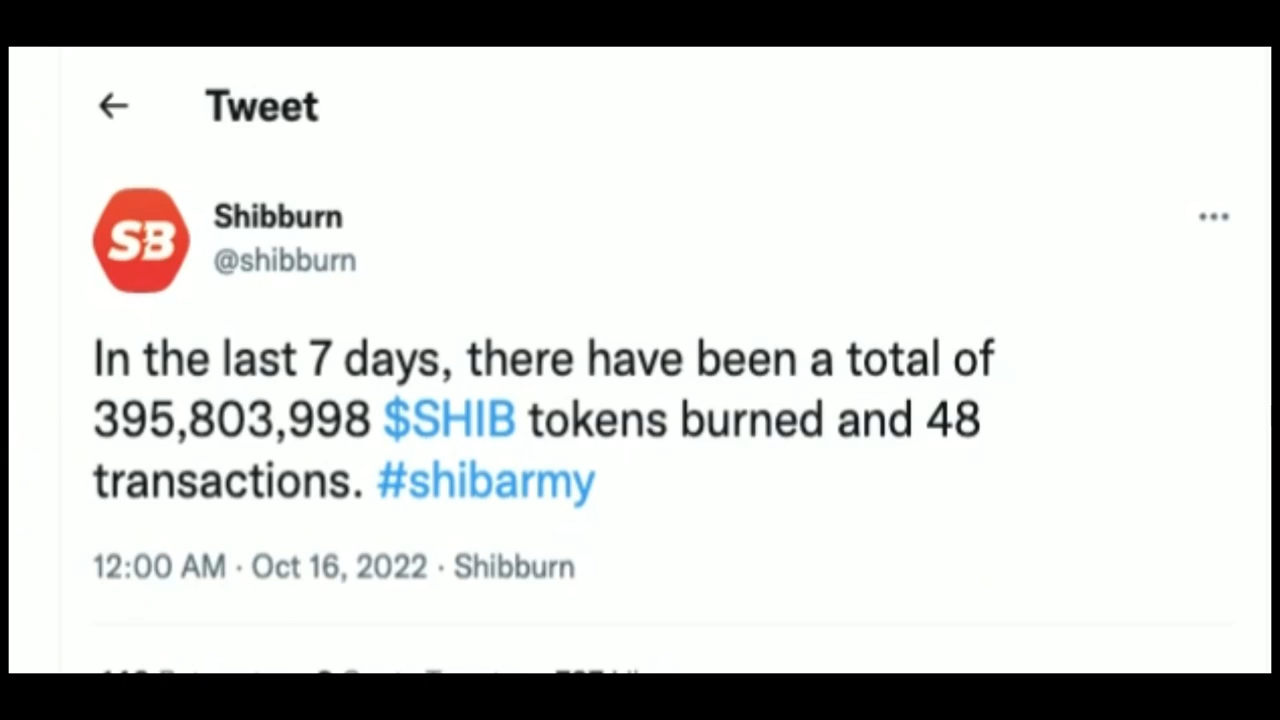 Tweet
SB
Shibburn
@shibburn
In the last 7 days, there have been a total of
395,803,998 $SHIB tokens burned and 48
transactions. #shibarmy
12:00 AM · Oct 16, 2022 · Shibburn